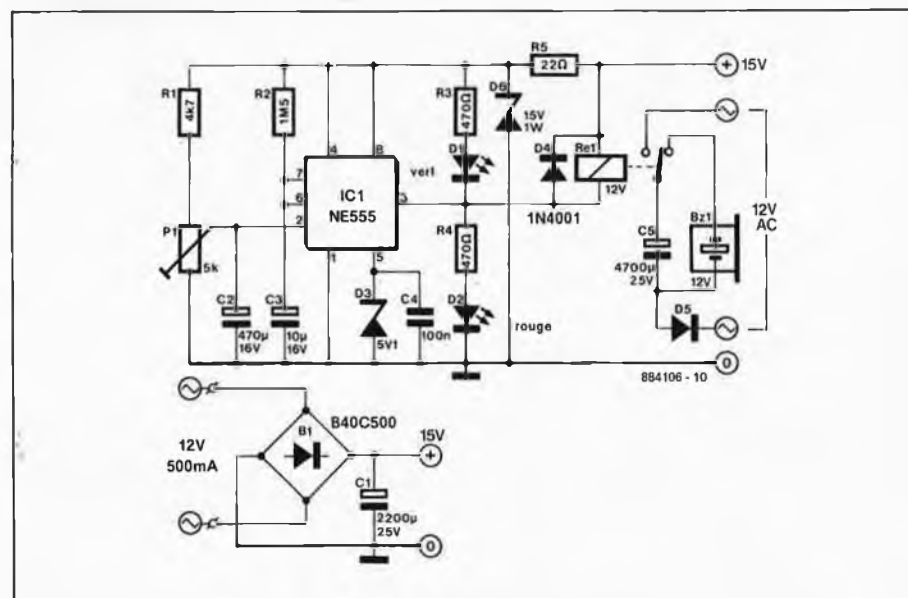 R5
22Ω
15V
R1
4k7
R2
1M5
R3
470Ω
D6
15V
1W
4
8
D1
vert
D4
Re1
12V
7
6
2
3
IC1
NE555
1N4001
P1
5k
1
5
R4
470Ω
C5
4700µ
25V
Bz1
12V
12V
AC
C2
470µ
16V
C3
10µ
16V
D3
5V1
C4
100n
D2
rouge
D5
0
884106 - 10
B40C500
B1
12V
500mA
15V
C1
2200µ
25V
0